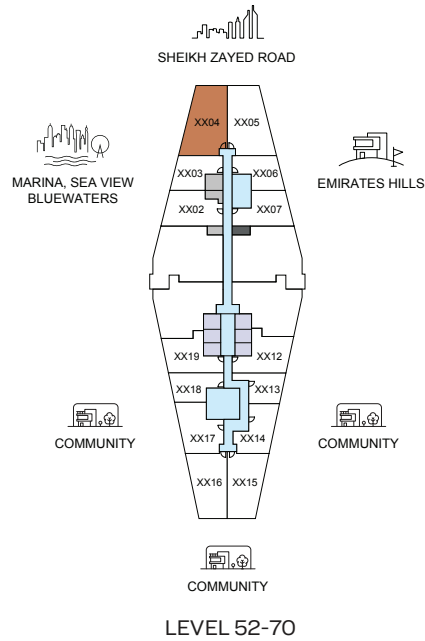 SHEIKH ZAYED ROAD
XX04 XX05
MARINA, SEA VIEW
BLUEWATERS
XX03 XX06
EMIRATES HILLS
XX02 XX07
XX19 XX12
XX18 XX13
COMMUNITY
XX17 XX14
COMMUNITY
XX16 XX15
COMMUNITY
LEVEL 52-70